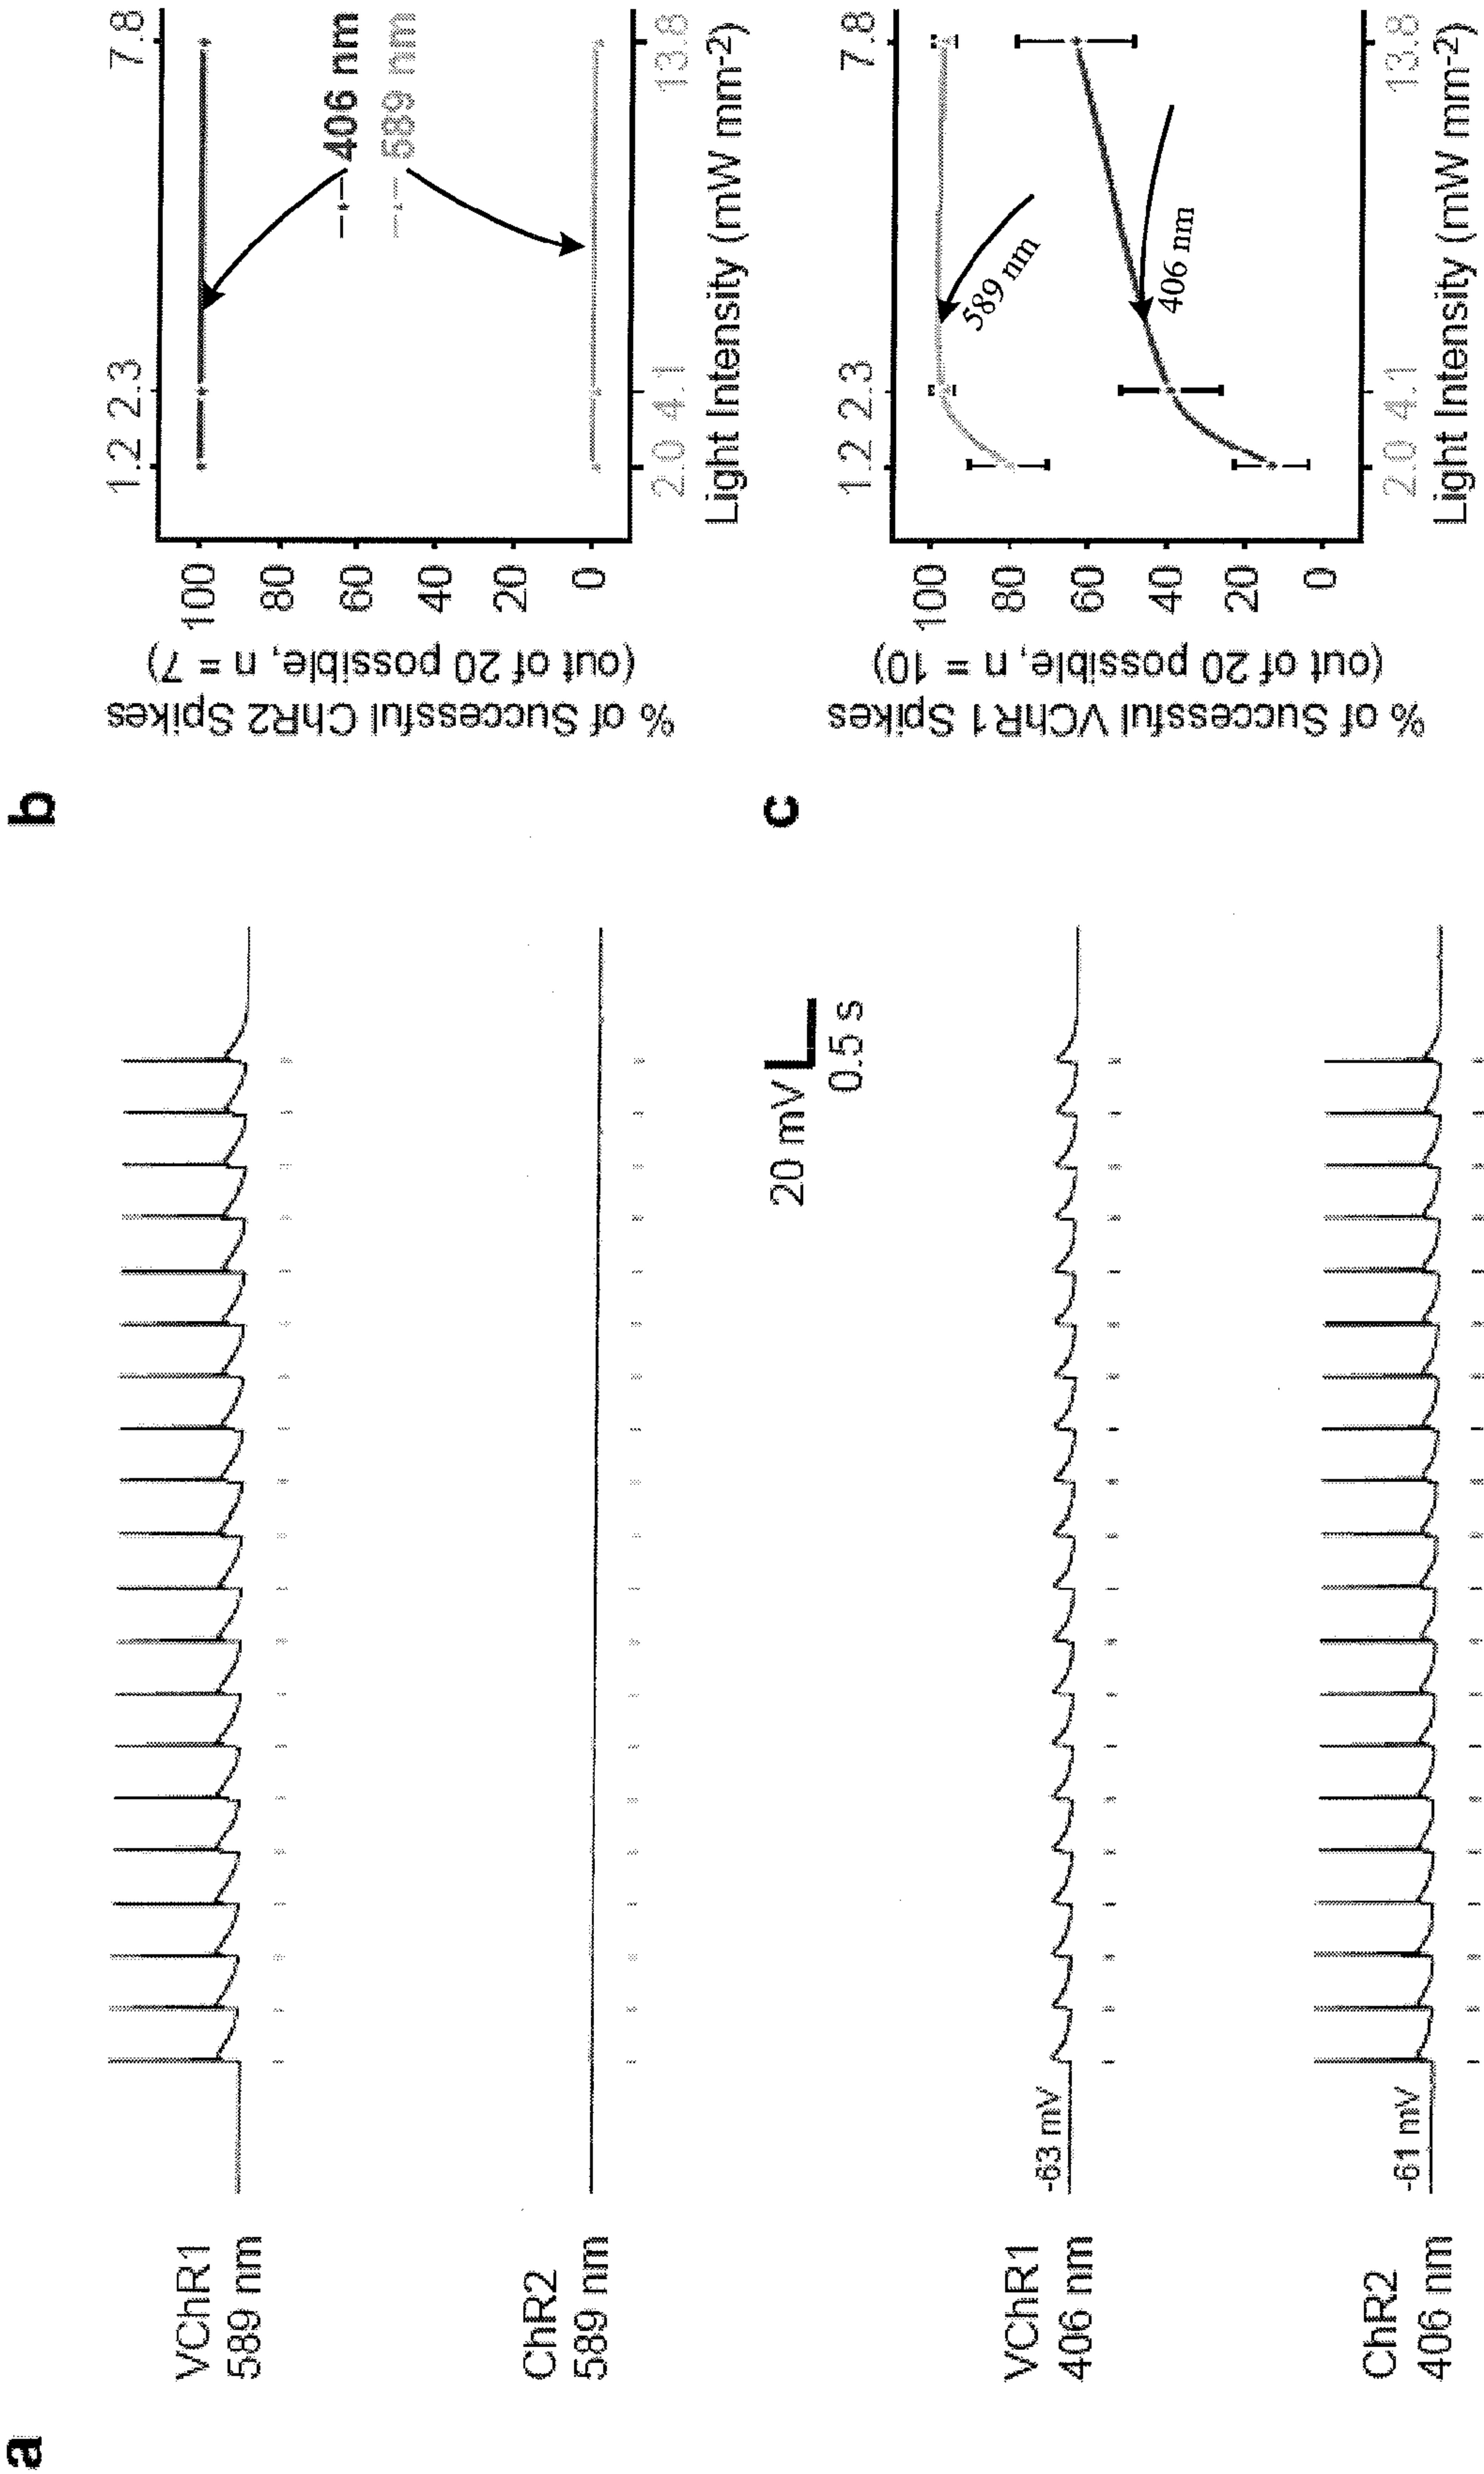 a
VChR1
589 nm
ChR2
589 nm
20 mV
0.5 s
VChR1
406 nm
-63 mV
ChR2
406 nm
-61 mV
b
% of Successful ChR2 Spikes
(out of 20 possible, n = 7)
100
80
60
40
20
0
1.2 2.3 7.8
406 nm
589 nm
2.0 4.1 13.8
Light Intensity (mW mm-2)
c
% of Successful VChR1 Spikes
(out of 20 possible, n = 10)
100
80
60
40
20
0
1.2 2.3 7.8
589 nm
406 nm
2.0 4.1 13.8
Light Intensity (mW mm-2)